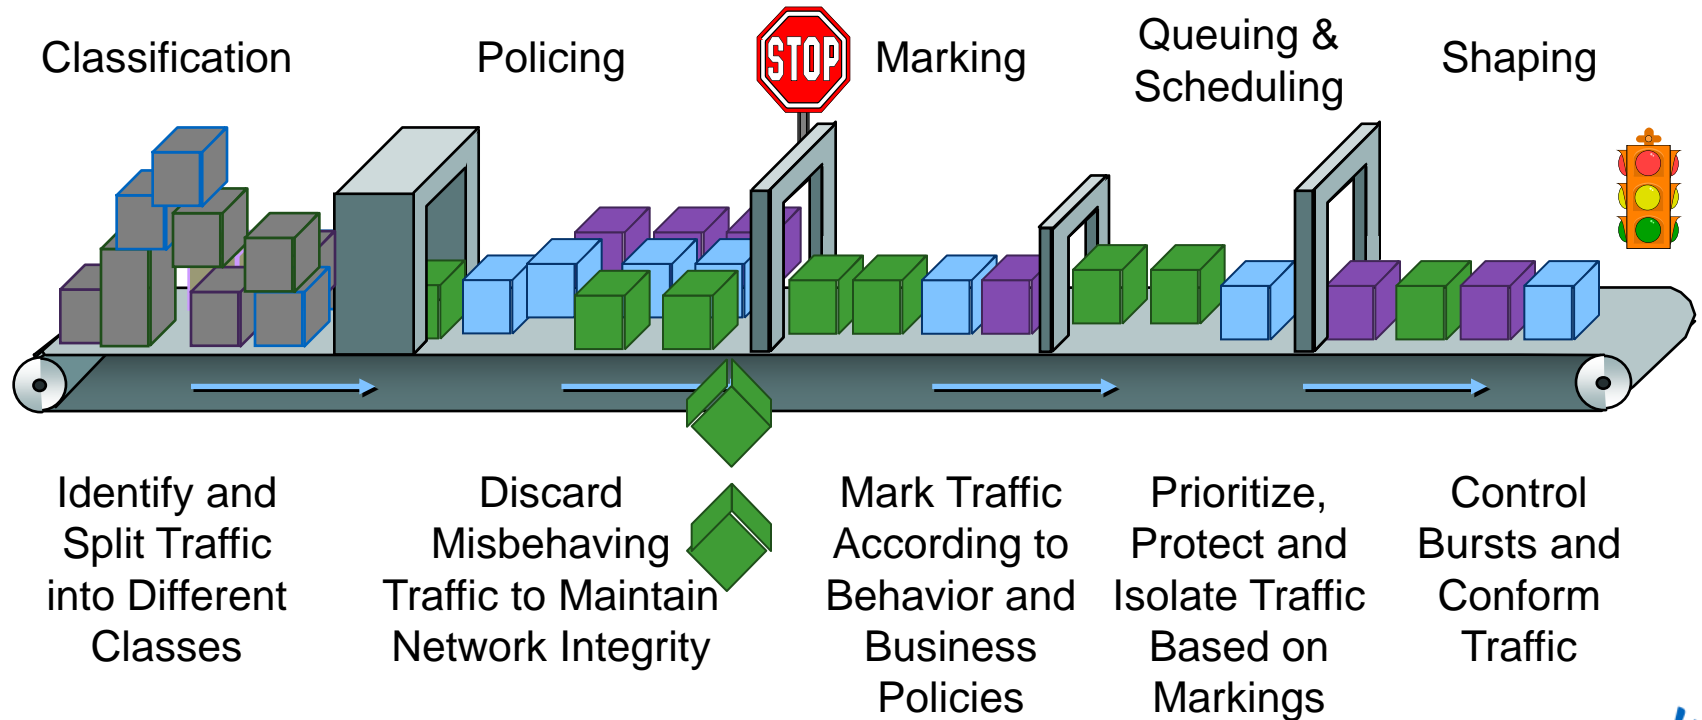 Classification
Policing
STOP
Marking
Queuing &
Scheduling
Shaping
Identify and
Split Traffic
into Different
Classes
Discard
Misbehaving
Traffic to Maintain
Network Integrity
Mark Traffic
According to
Behavior and
Business
Policies
Prioritize,
Protect and
Isolate Traffic
Based on
Markings
Control
Bursts and
Conform
Traffic